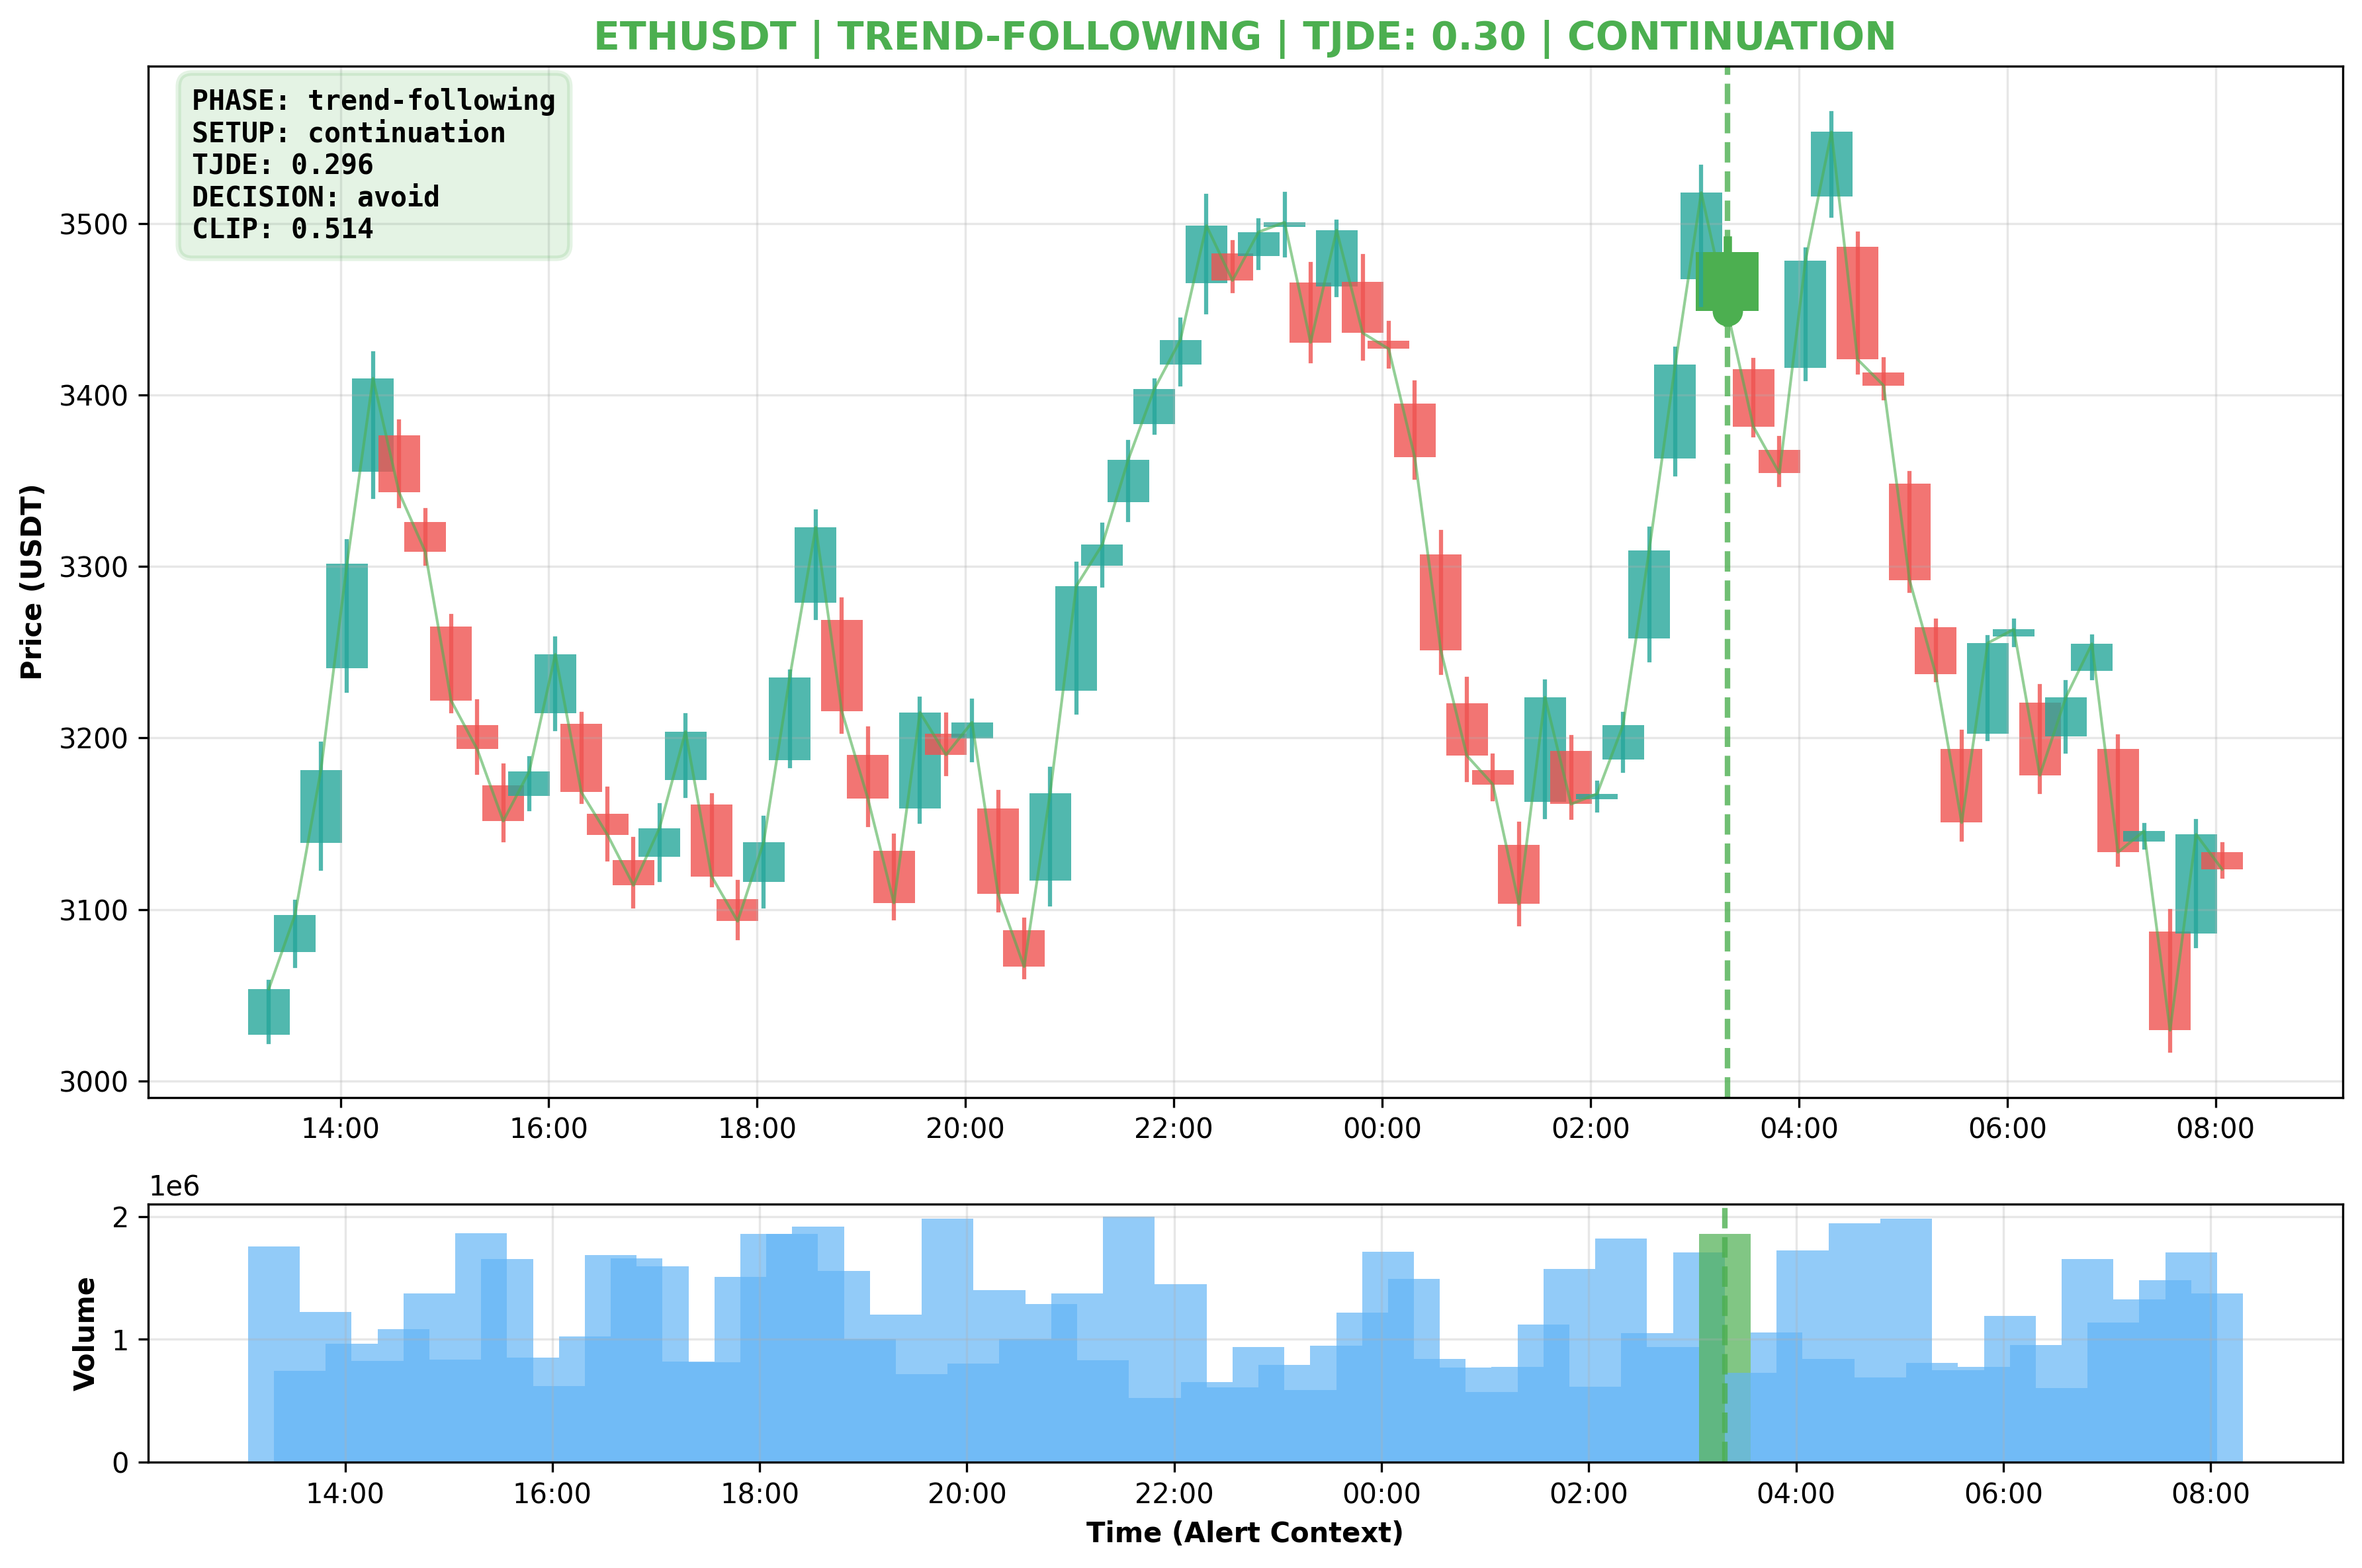 ETHUSDT | TREND-FOLLOWING | TJDE: 0.30 | CONTINUATION
PHASE: trend-following
SETUP: continuation
TJDE: 0.296
DECISION: avoid
CLIP: 0.514
Price (USDT)
3500
3400
3300
3200
3100
3000
14:00 16:00 18:00 20:00 22:00 00:00 02:00 04:00 06:00 08:00
1e6
Volume
2
1
0
14:00 16:00 18:00 20:00 22:00 00:00 02:00 04:00 06:00 08:00
Time (Alert Context)